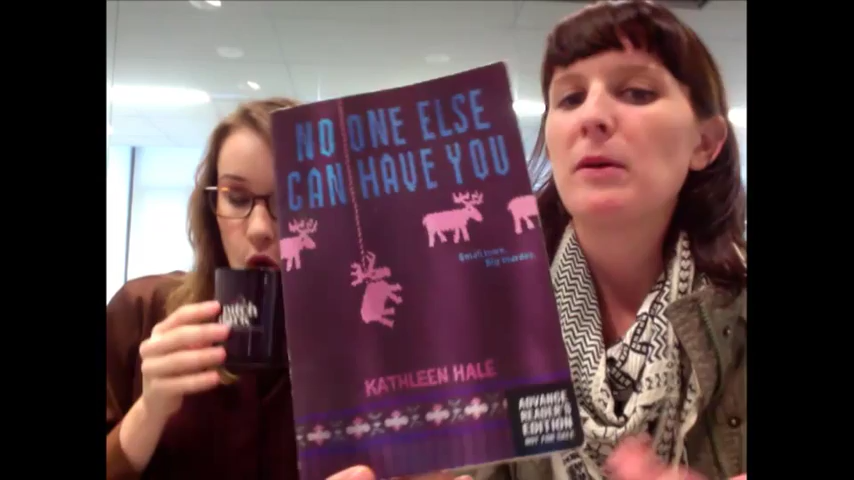 NO ONE ELSE
CAN HAVE YOU
Small town.
Big murder.
KATHLEEN HALE
ADVANCE
READER'S
EDITION
NOT FOR SALE